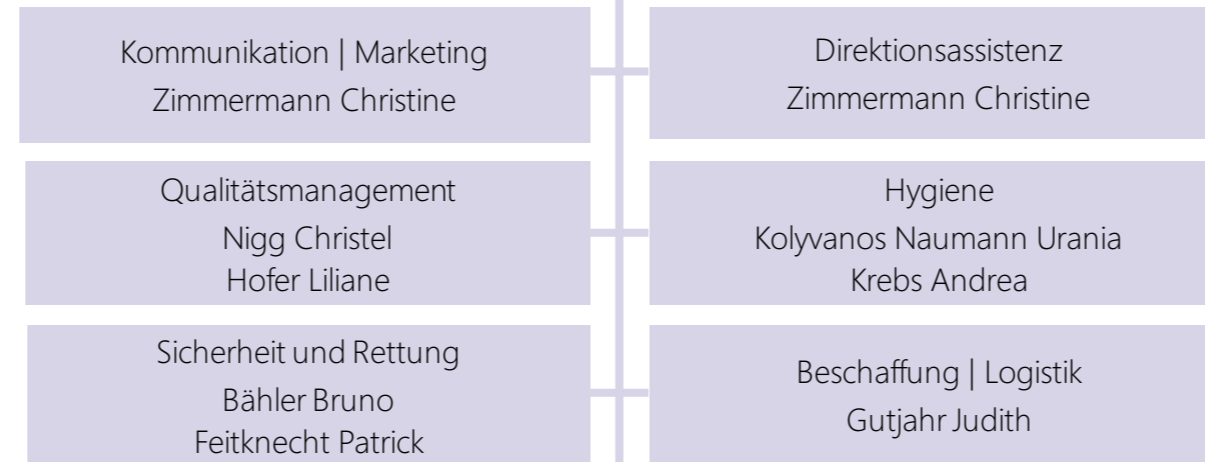 Kommunikation | Marketing
Zimmermann Christine
Direktionsassistenz
Zimmermann Christine
Qualitätsmanagement
Nigg Christel
Hofer Liliane
Hygiene
Kolyvanos Naumann Urania
Krebs Andrea
Sicherheit und Rettung
Bähler Bruno
Feitknecht Patrick
Beschaffung | Logistik
Gutjahr Judith